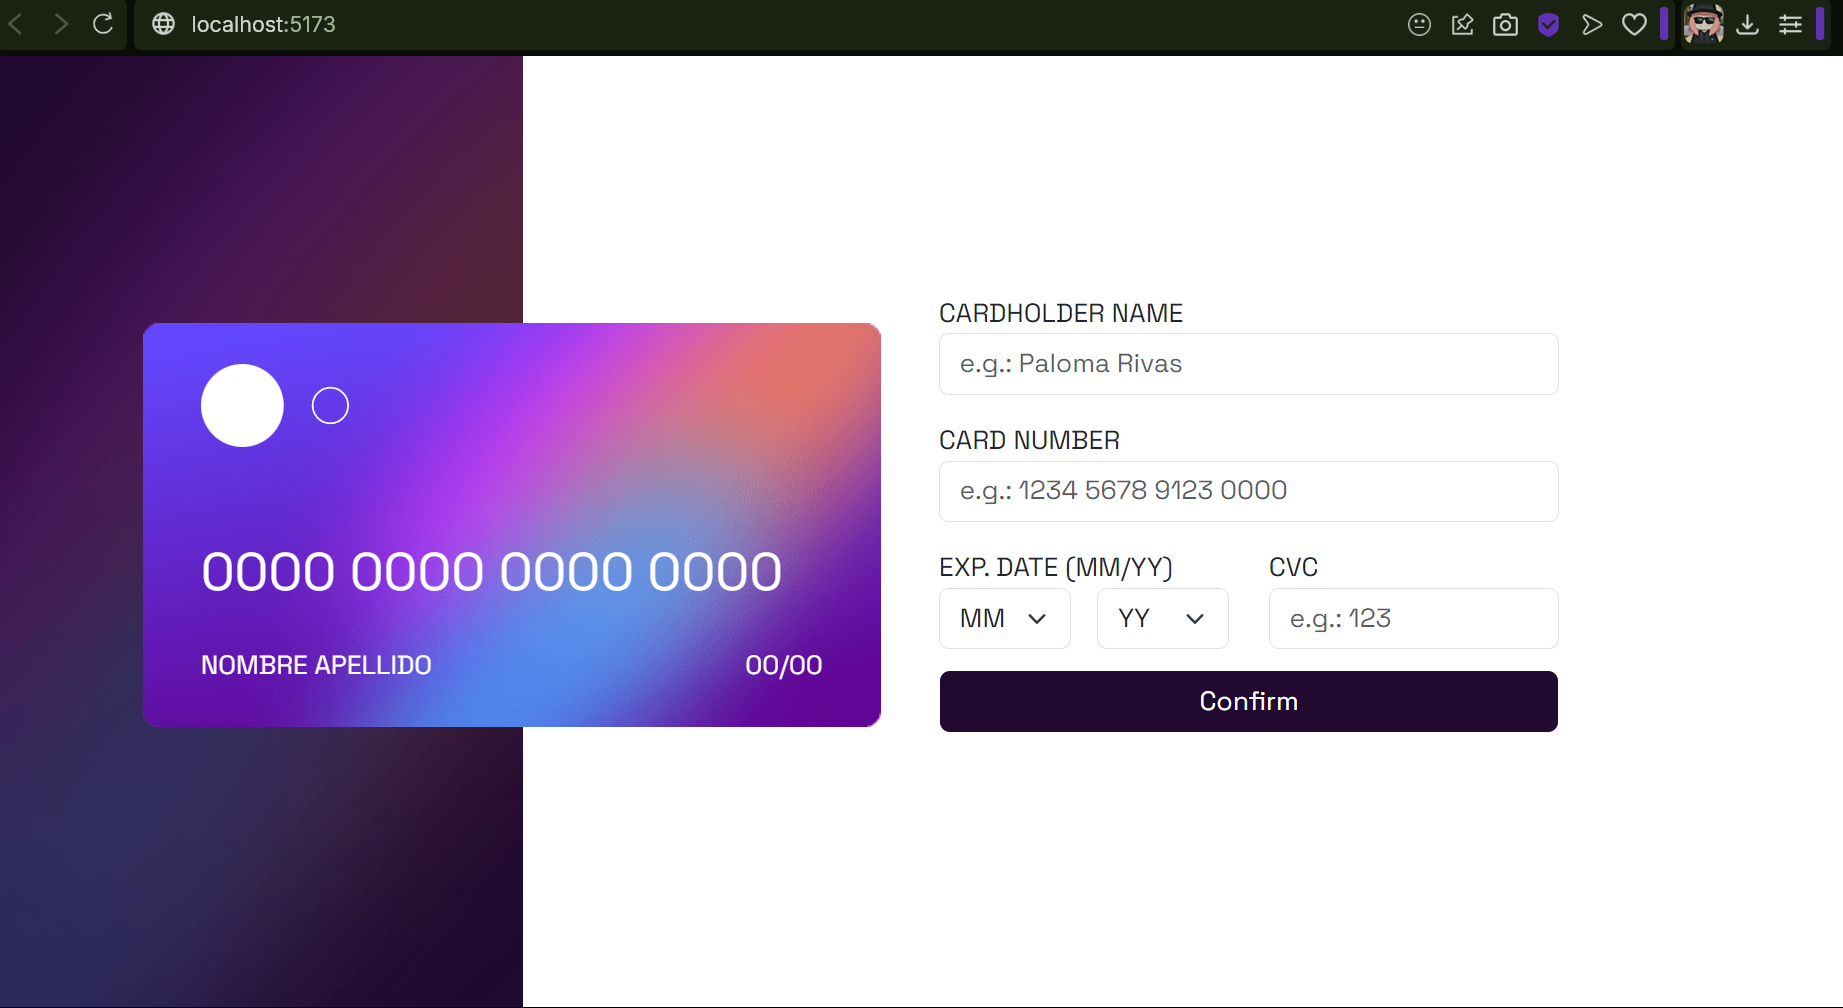 localhost:5173
0000 0000 0000 0000
NOMBRE APELLIDO 00/00
CARDHOLDER NAME
e.g.: Paloma Rivas
CARD NUMBER
e.g.: 1234 5678 9123 0000
EXP. DATE (MM/YY) CVC
MM YY e.g.: 123
Confirm